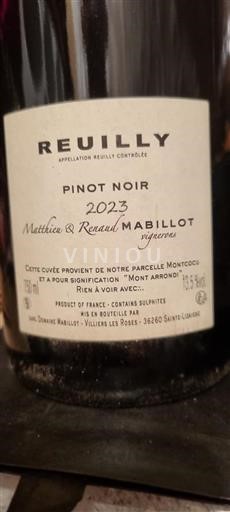 REUILLY
APPELLATION REUILLY CONTRÔLÉE
PINOT NOIR
2023
Matthieu & Renaud MABILLOT
vignerons
VINIOU
CETTE CUVÉE PROVIENT DE NOTRE PARCELLE MONTCOCU
ET A POUR SIGNIFICATION "MONT ARRONDI"
RIEN À VOIR AVEC...
750 ml
13.5 %vol.
PRODUCT OF FRANCE - CONTAINS SULPHITES
MIS EN BOUTEILLE PAR
DOMAINE MABILLOT - VILLIERS LES ROSES - 36260 SAINTE-LIZAIGNE